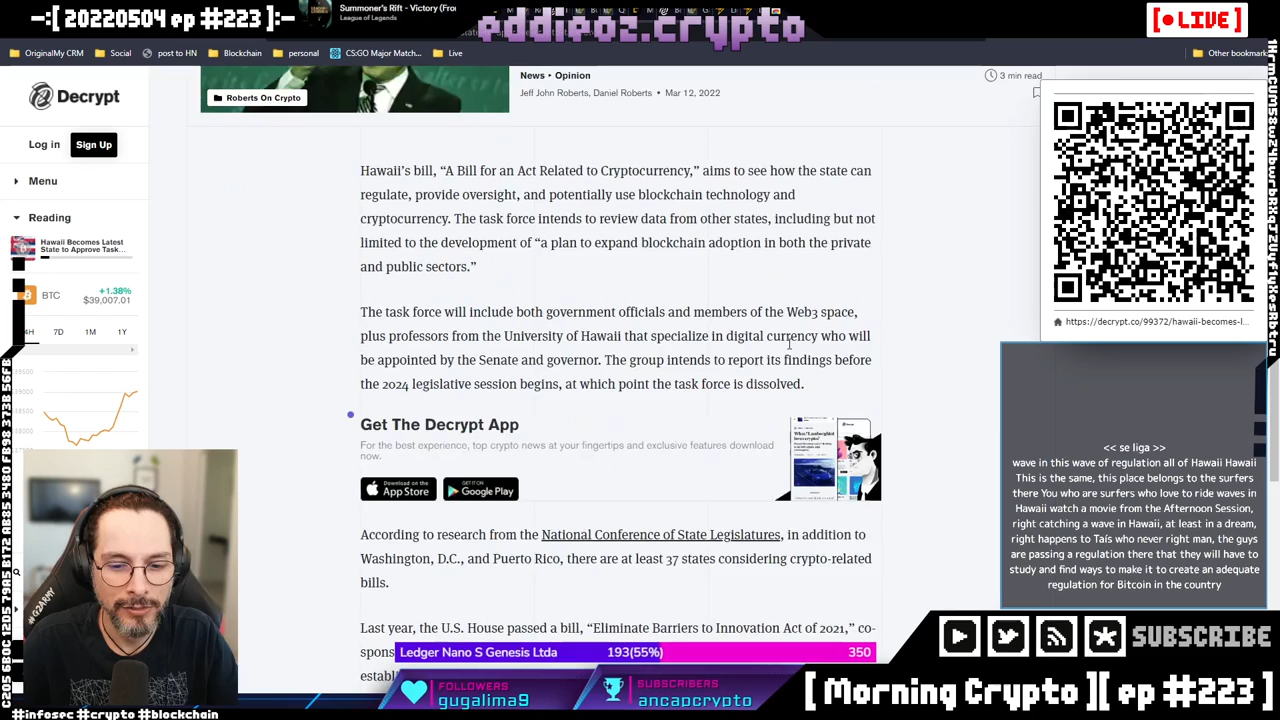 -:[ 20220504 ep #223 ]:-
Summoner's Rift - Victory (From
League of Legends
eddieoz.crypto
[ LIVE ]
OriginalMy CRM
Social
post to HN
Blockchain
personal
CS:GO Major Match...
Live
Other bookmark
Decrypt
Log in
Sign Up
Menu
Reading
Hawaii Becomes Latest
State to Approve Task...
BTC
+1.38%
$39,007.01
7D
1M
1Y
Roberts On Crypto
News • Opinion
3 min read
Jeff John Roberts, Daniel Roberts • Mar 12, 2022
Hawaii's bill, “A Bill for an Act Related to Cryptocurrency,” aims to see how the state can
regulate, provide oversight, and potentially use blockchain technology and
cryptocurrency. The task force intends to review data from other states, including but not
limited to the development of “a plan to expand blockchain adoption in both the private
and public sectors.”
The task force will include both government officials and members of the Web3 space,
plus professors from the University of Hawaii that specialize in digital currency who will
be appointed by the Senate and governor. The group intends to report its findings before
the 2024 legislative session begins, at which point the task force is dissolved.
Get The Decrypt App
For the best experience, top crypto news at your fingertips and exclusive features download
now.
Download on the
App Store
GET IT ON
Google Play
According to research from the National Conference of State Legislatures, in addition to
Washington, D.C., and Puerto Rico, there are at least 37 states considering crypto-related
bills.
Last year, the U.S. House passed a bill, “Eliminate Barriers to Innovation Act of 2021,” co-
spons
establ
https://decrypt.co/99372/hawaii-becomes-l...
<< se liga >>
wave in this wave of regulation all of Hawaii Hawaii
This is the same, this place belongs to the surfers
there You who are surfers who love to ride waves in
Hawaii watch a movie from the Afternoon Session,
right catching a wave in Hawaii, at least in a dream,
right happens to Taís who never right man, the guys
are passing a regulation there that they will have to
study and find ways to make it to create an adequate
regulation for Bitcoin in the country
Ledger Nano S Genesis Ltda
193(55%)
350
FOLLOWERS
gugalima9
SUBSCRIBERS
ancapcrypto
SUBSCRIBE
[ Morning Crypto ][ ep #223 ]
#infosec #crypto #blockchain